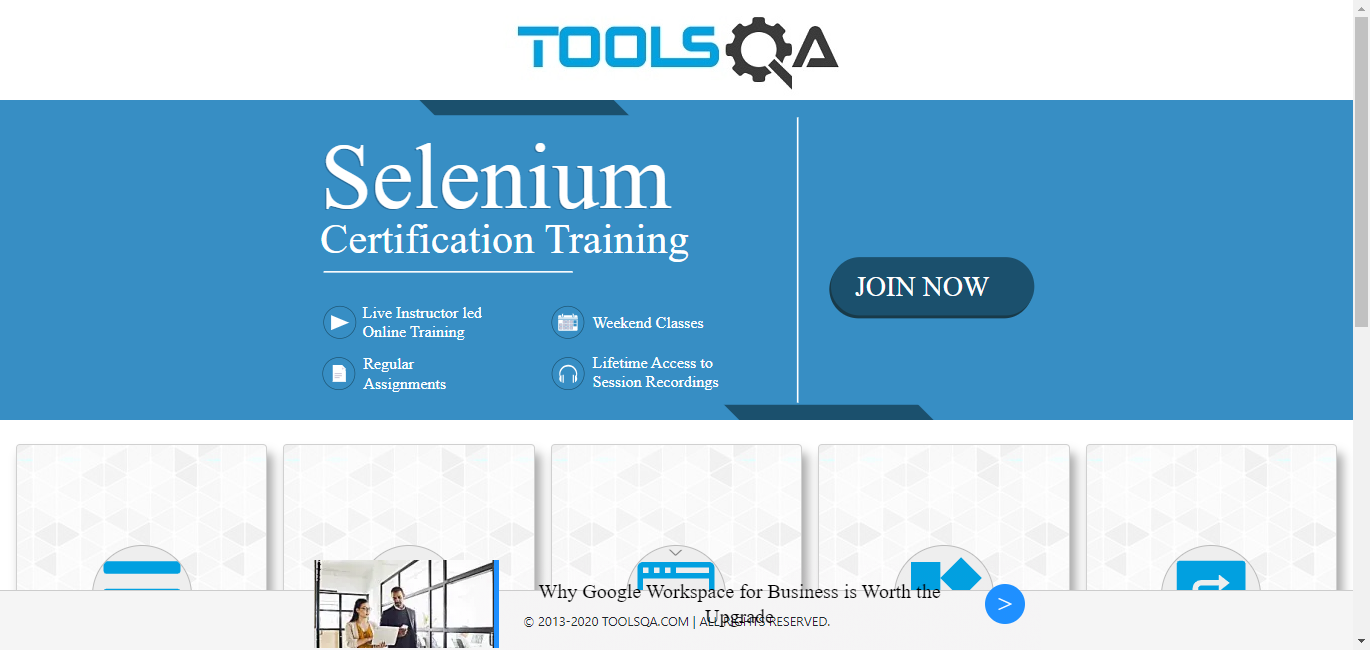 TOOLSQA
Selenium
Certification Training
JOIN NOW
Live Instructor led
Online Training
Weekend Classes
Regular
Assignments
Lifetime Access to
Session Recordings
Why Google Workspace for Business is Worth the
Upgrade
>
© 2013-2020 TOOLSQA.COM | ALL RIGHTS RESERVED.